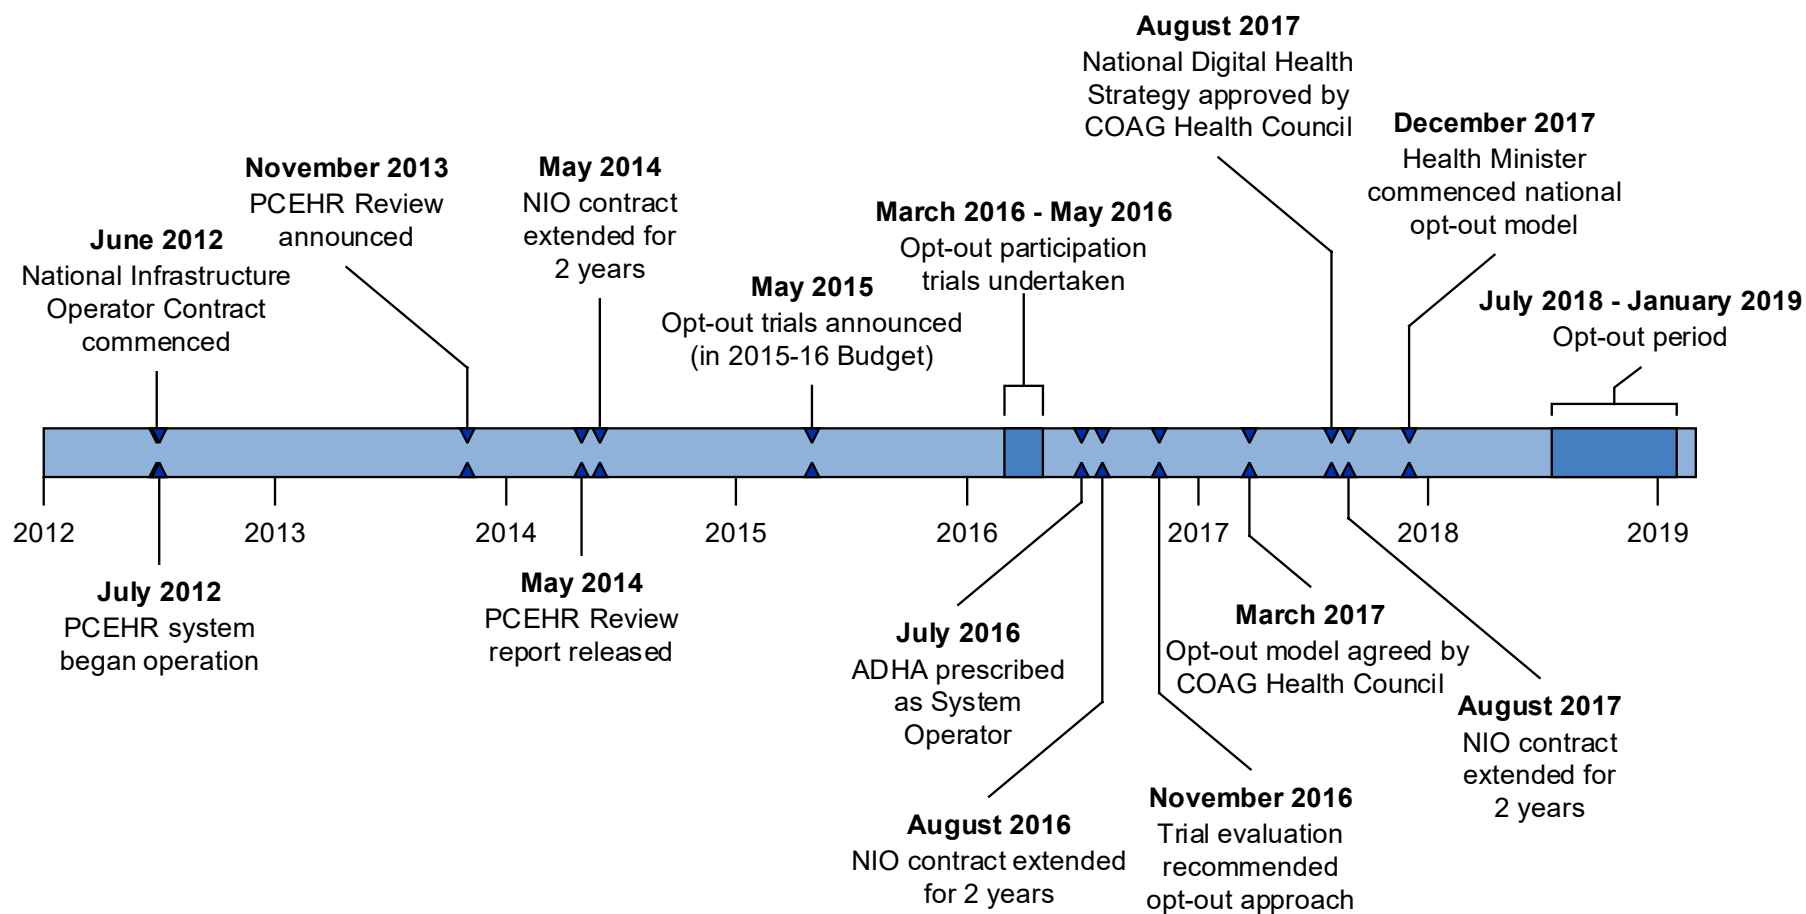 August 2017
National Digital Health
Strategy approved by
COAG Health Council
December 2017
Health Minister
commenced national
opt-out model
November 2013
PCEHR Review
announced
May 2014
NIO contract
extended for
2 years
March 2016 - May 2016
Opt-out participation
trials undertaken
June 2012
National Infrastructure
Operator Contract
commenced
May 2015
Opt-out trials announced
(in 2015-16 Budget)
July 2018 - January 2019
Opt-out period
2012
2013
2014
2015
2016
2017
2018
2019
July 2012
PCEHR system
began operation
May 2014
PCEHR Review
report released
July 2016
ADHA prescribed
as System
Operator
March 2017
Opt-out model agreed by
COAG Health Council
August 2017
NIO contract
extended for
2 years
August 2016
NIO contract extended
for 2 years
November 2016
Trial evaluation
recommended
opt-out approach